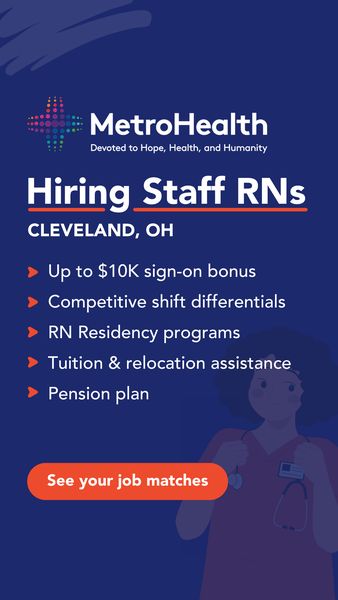 MetroHealth
Devoted to Hope, Health, and Humanity
Hiring Staff RNs
CLEVELAND, OH
Up to $10K sign-on bonus
Competitive shift differentials
RN Residency programs
Tuition & relocation assistance
Pension plan
See your job matches